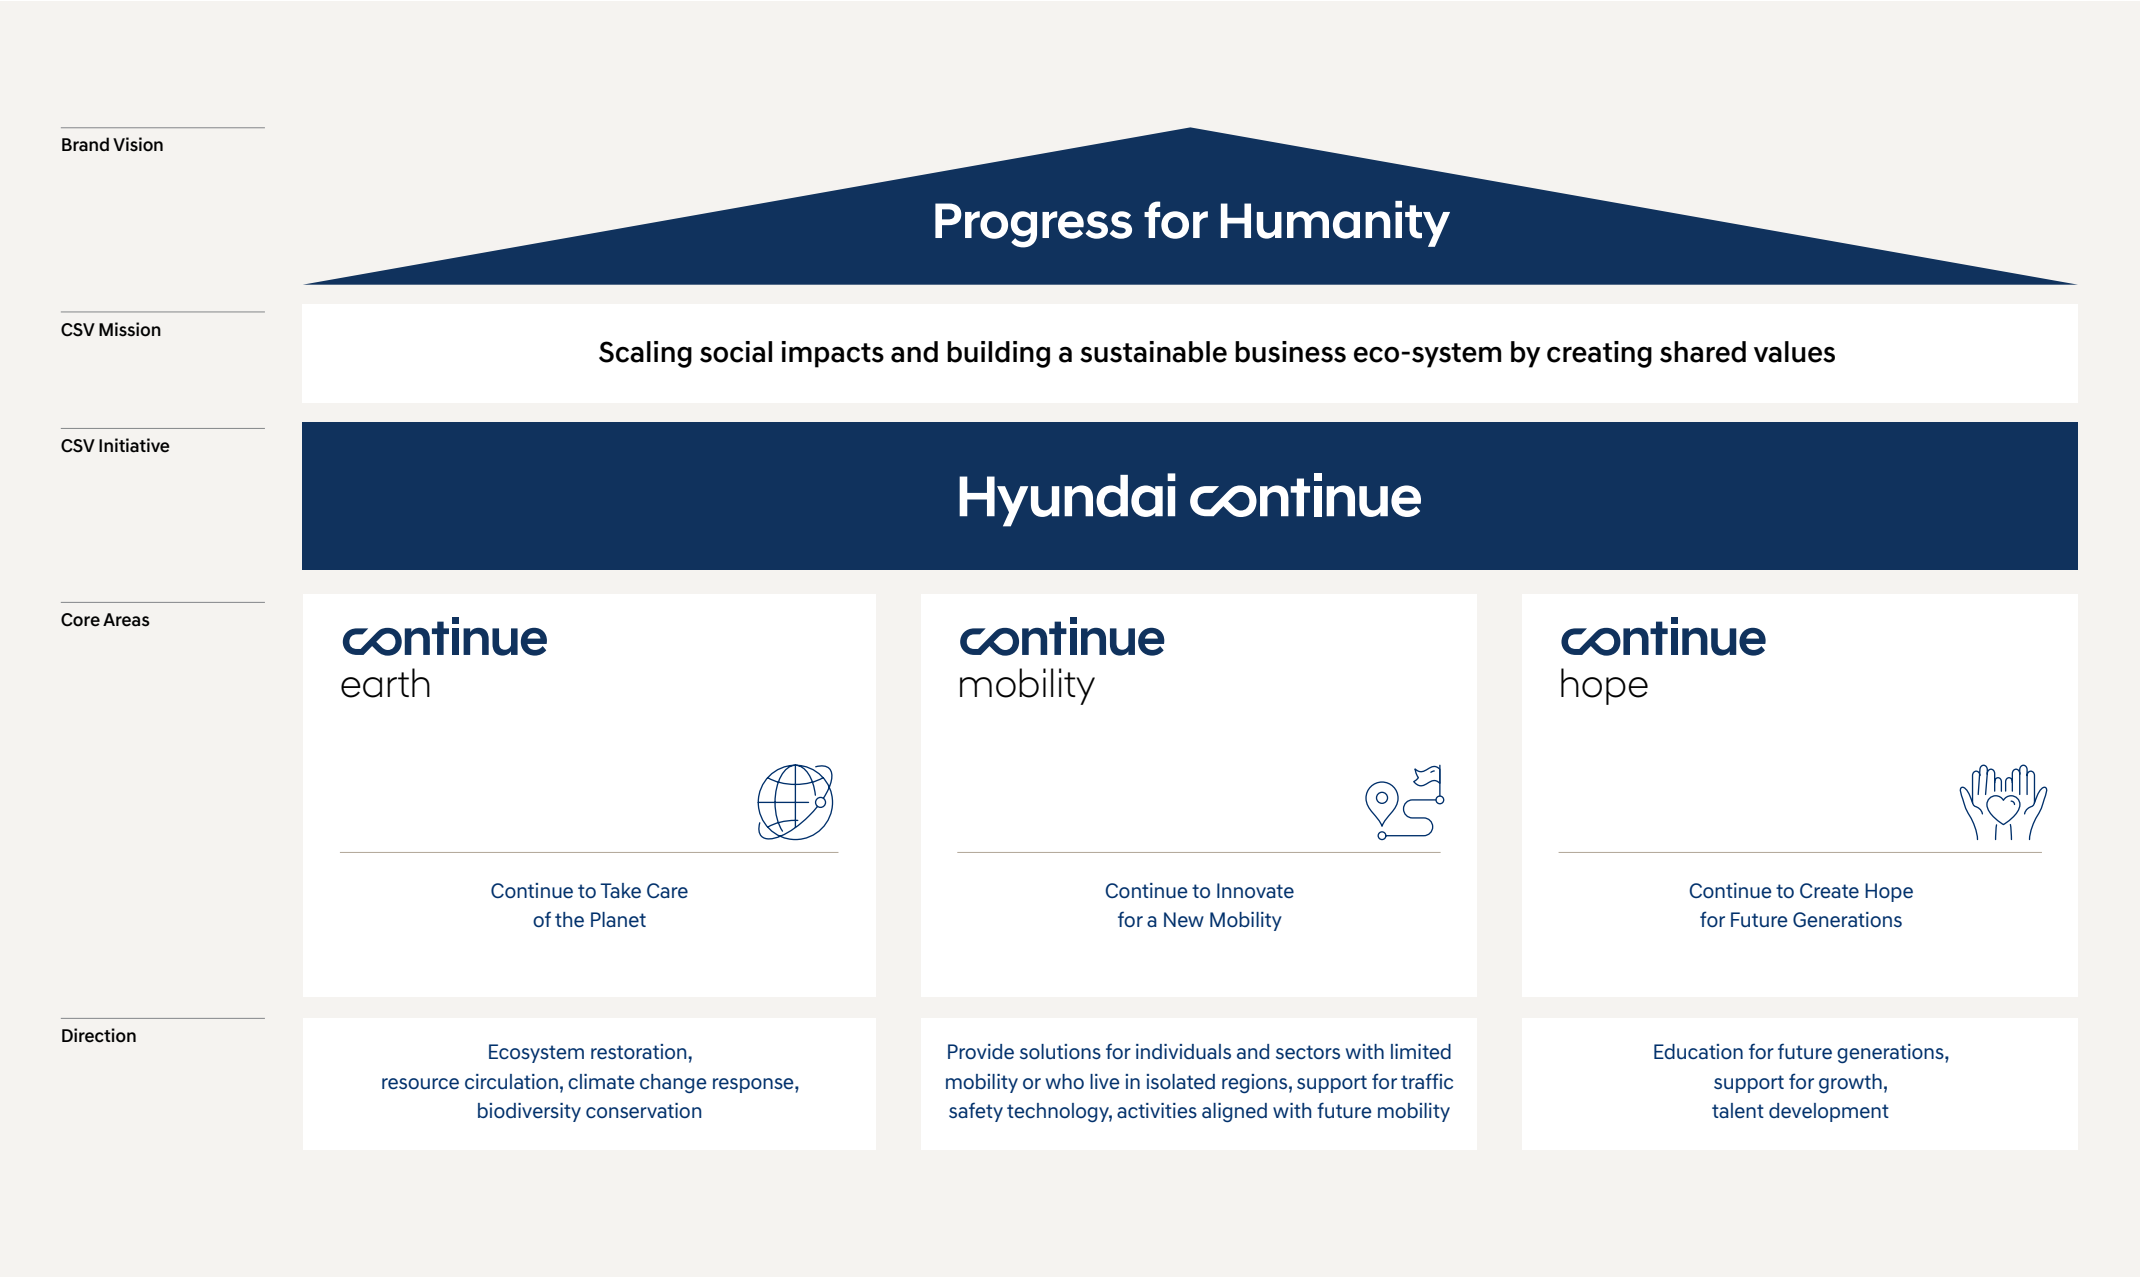 Brand Vision
Progress for Humanity
CSV Mission
Scaling social impacts and building a sustainable business eco-system by creating shared values
CSV Initiative
Hyundai continue
Core Areas
continue
earth
Continue to Take Care
of the Planet
continue
mobility
Continue to Innovate
for a New Mobility
continue
hope
Continue to Create Hope
for Future Generations
Direction
Ecosystem restoration,
resource circulation, climate change response,
biodiversity conservation
Provide solutions for individuals and sectors with limited
mobility or who live in isolated regions, support for traffic
safety technology, activities aligned with future mobility
Education for future generations,
support for growth,
talent development